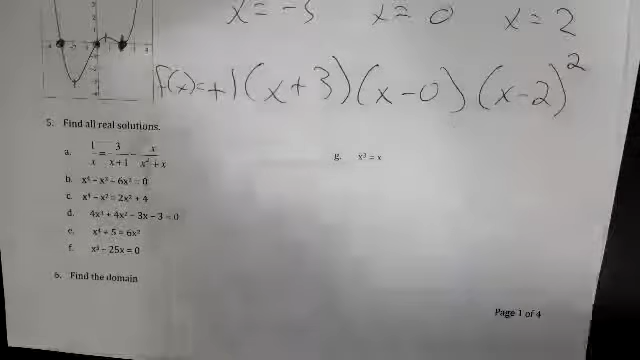 x = -3 x = 0 x = 2
f(x)=+1(x+3)(x-0)(x-2)²
5. Find all real solutions.
a. 1/x = 3/(x+1) - x/(x²+x)
b. x⁴ - x³ - 6x² = 0
c. x⁴ - x² = 2x² + 4
d. 4x³ + 4x² - 3x - 3 = 0
e. x⁴ + 5 = 6x²
f. x³ - 25x = 0
g. x³ = x
6. Find the domain
Page 1 of 4